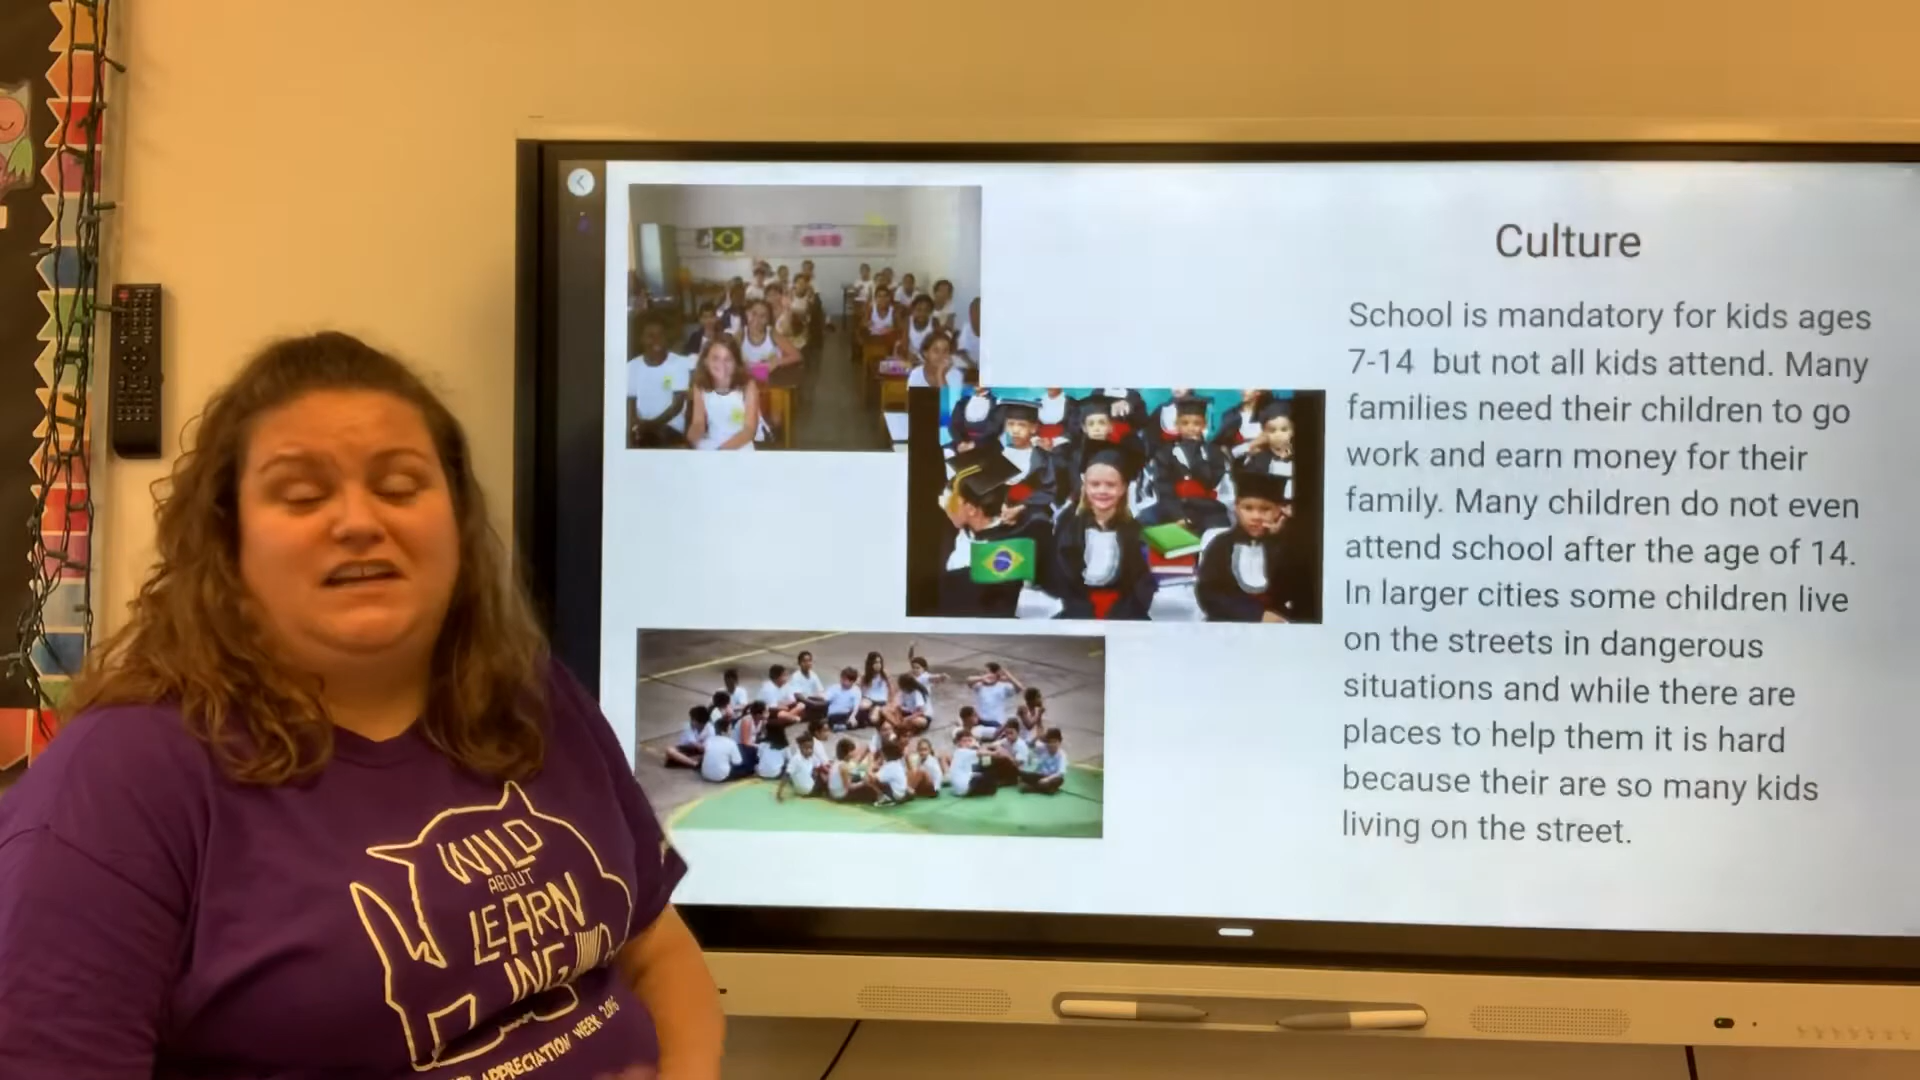 Culture
School is mandatory for kids ages
7-14 but not all kids attend. Many
families need their children to go
work and earn money for their
family. Many children do not even
attend school after the age of 14.
In larger cities some children live
on the streets in dangerous
situations and while there are
places to help them it is hard
because their are so many kids
living on the street.
WILD
ABOUT
LEARN
ING
APPRECIATION WEEK